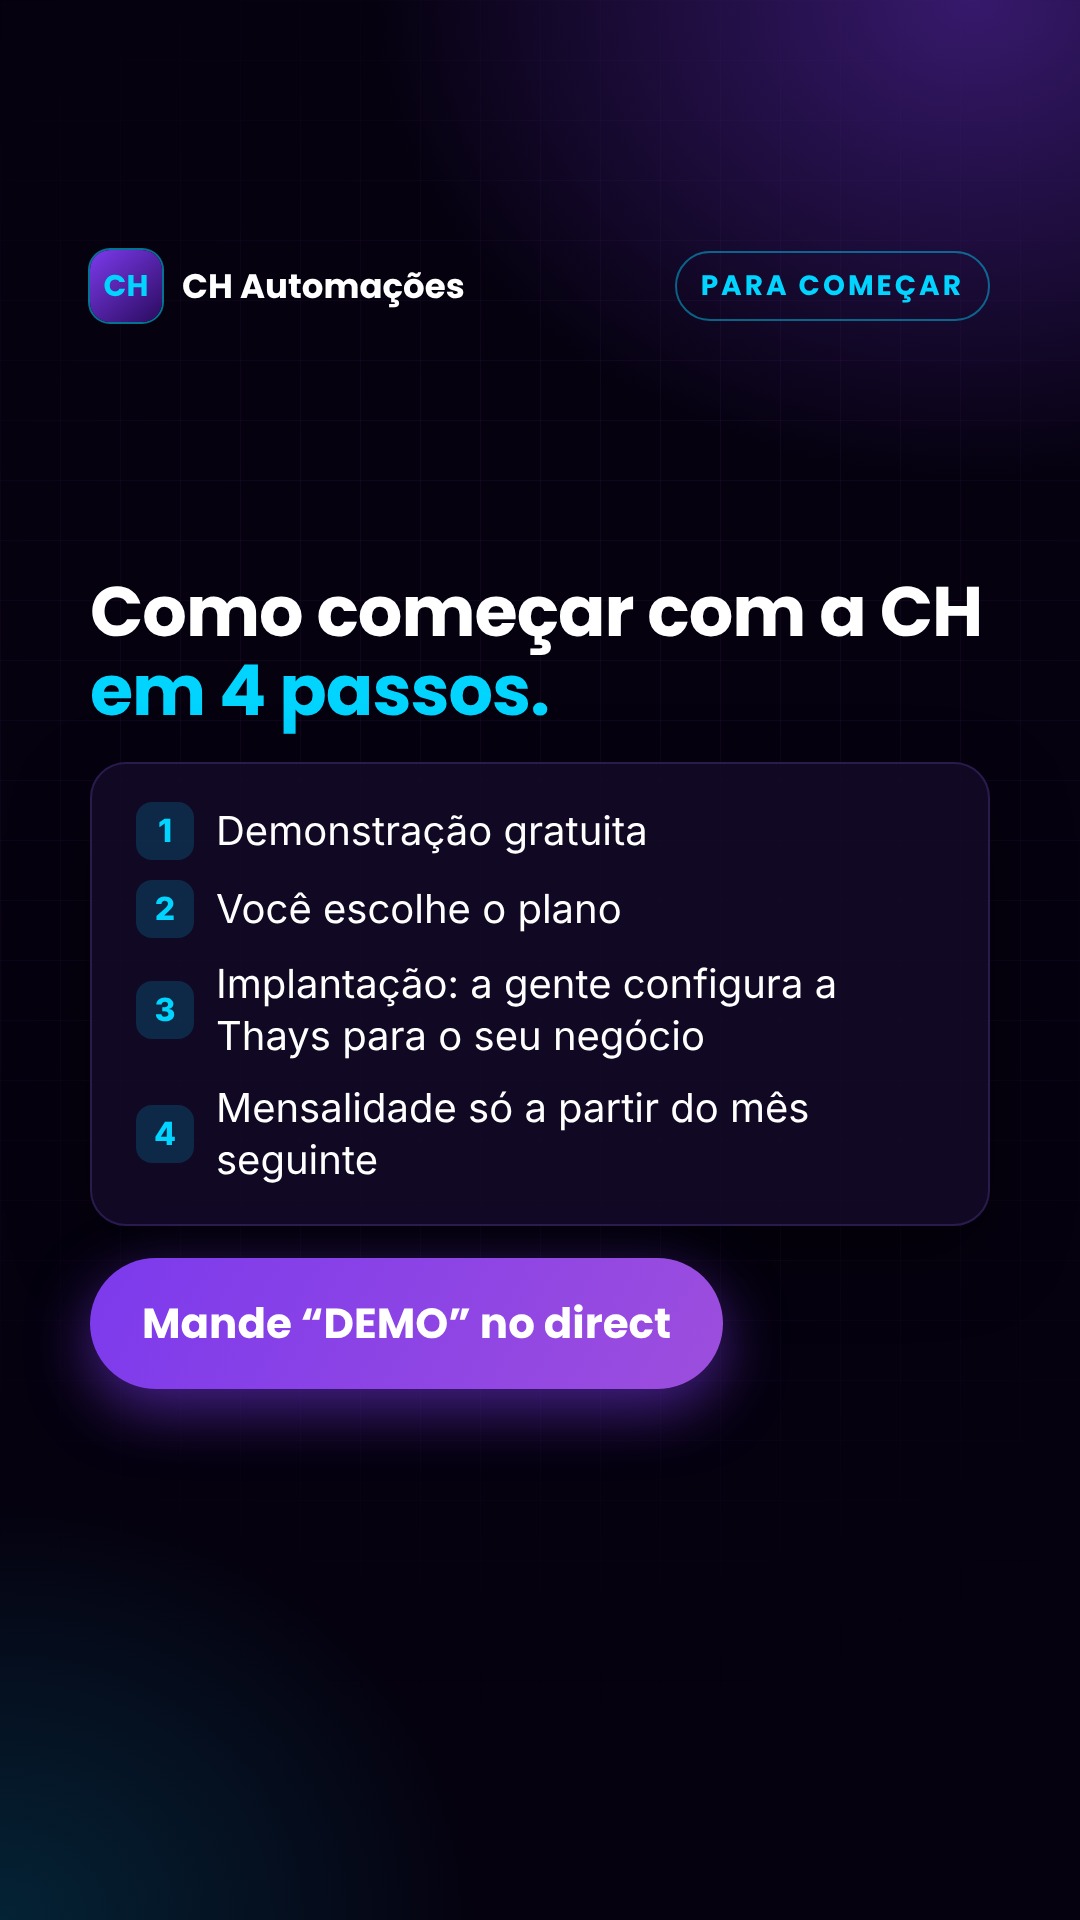 CH
CH Automações
PARA COMEÇAR
Como começar com a CH
em 4 passos.
1 Demonstração gratuita
2 Você escolhe o plano
3 Implantação: a gente configura a
Thays para o seu negócio
4 Mensalidade só a partir do mês
seguinte
Mande “DEMO” no direct